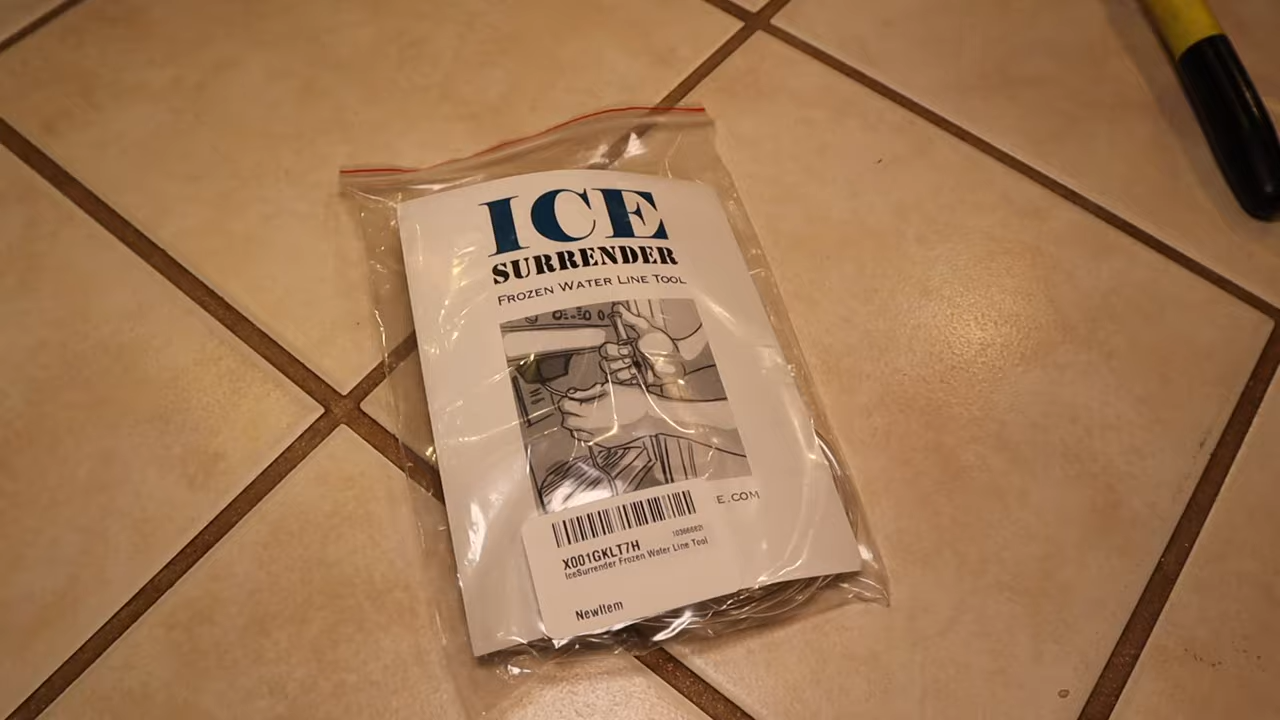 ICE
SURRENDER
FROZEN WATER LINE TOOL
E.COM
X001GKLT7H
IceSurrender Frozen Water Line Tool
NewItem